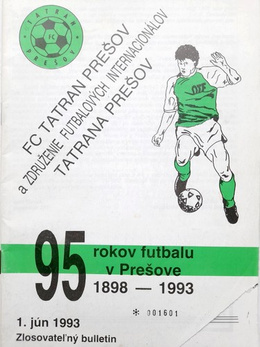 TATRAN
FC
PREŠOV
FC TATRAN PREŠOV
a ZDRUŽENIE FUTBALOVÝCH INTERNACIONÁLOV
TATRANA PREŠOV
95 rokov futbalu
v Prešove
1898 — 1993
* 001601
1. jún 1993
Zlosovateľný bulletin